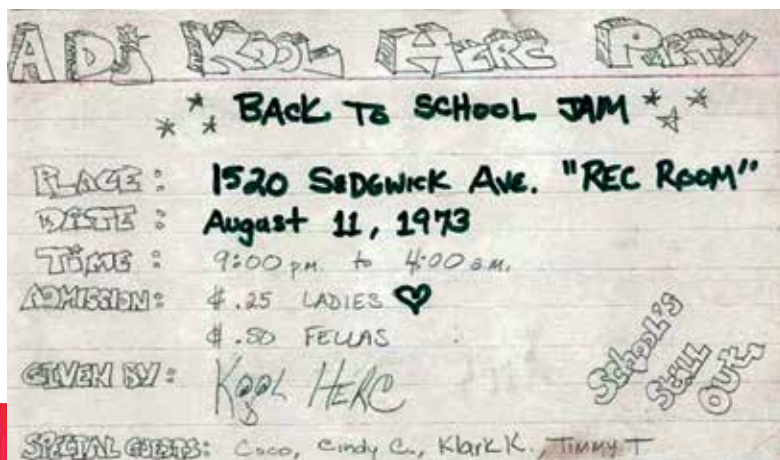 A DJ KOOL HERC PARTY
BACK TO SCHOOL JAM
PLACE: 1520 SEDGWICK AVE. "REC ROOM"
DATE: August 11, 1973
TIME: 9:00 p.m. to 4:00 a.m.
ADMISSION: $.25 LADIES
$.50 FELLAS
School's
Still
Out.
GIVEN BY: KOOL HERC
SPECIAL GUESTS: Coco, Cindy C., Klark K., Timmy T